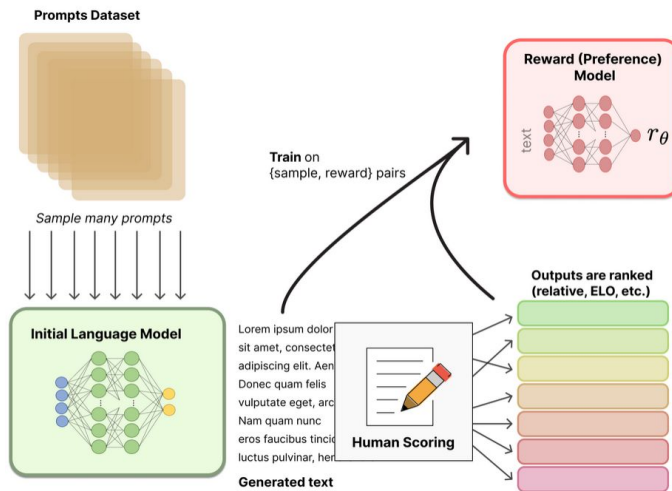 Prompts Dataset
Sample many prompts
Initial Language Model
Train on
{sample, reward} pairs
Reward (Preference)
Model
text
rθ
Lorem ipsum dolor
sit amet, consectet
adipiscing elit. Aen
Donec quam felis
vulputate eget, arc
Nam quam nunc
eros faucibus tincid
luctus pulvinar, her
Generated text
Human Scoring
Outputs are ranked
(relative, ELO, etc.)